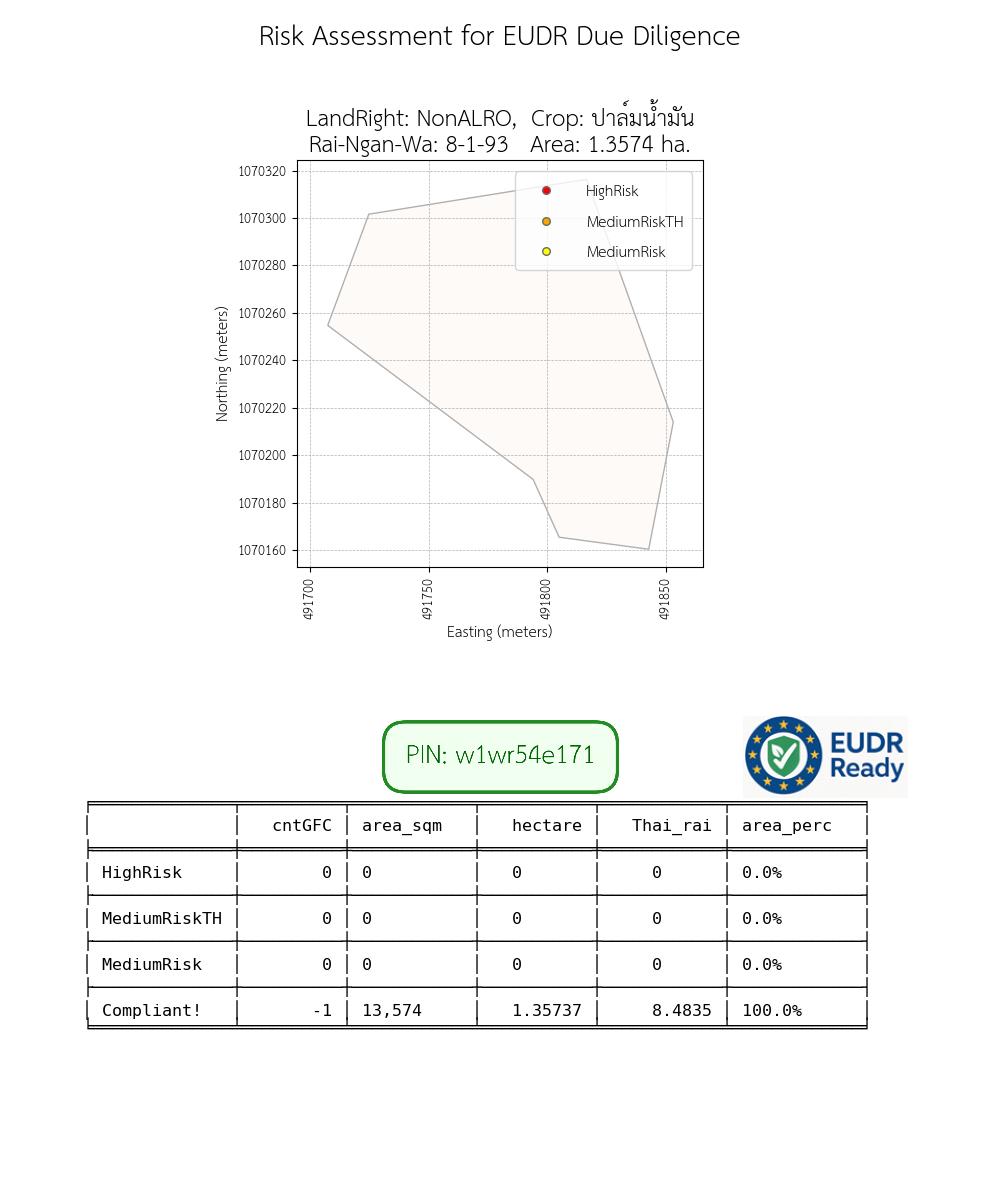 Risk Assessment for EUDR Due Diligence
LandRight: NonALRO, Crop: ปาล์มน้ำมัน
Rai-Ngan-Wa: 8-1-93 Area: 1.3574 ha.
HighRisk
MediumRiskTH
MediumRisk
1070320
1070300
1070280
1070260
1070240
1070220
1070200
1070180
1070160
Northing (meters)
491700 491750 491800 491850
Easting (meters)
PIN: w1wr54e171
EUDR
Ready
cntGFC area_sqm hectare Thai_rai area_perc
HighRisk 0 0 0 0 0.0%
MediumRiskTH 0 0 0 0 0.0%
MediumRisk 0 0 0 0 0.0%
Compliant! -1 13,574 1.35737 8.4835 100.0%